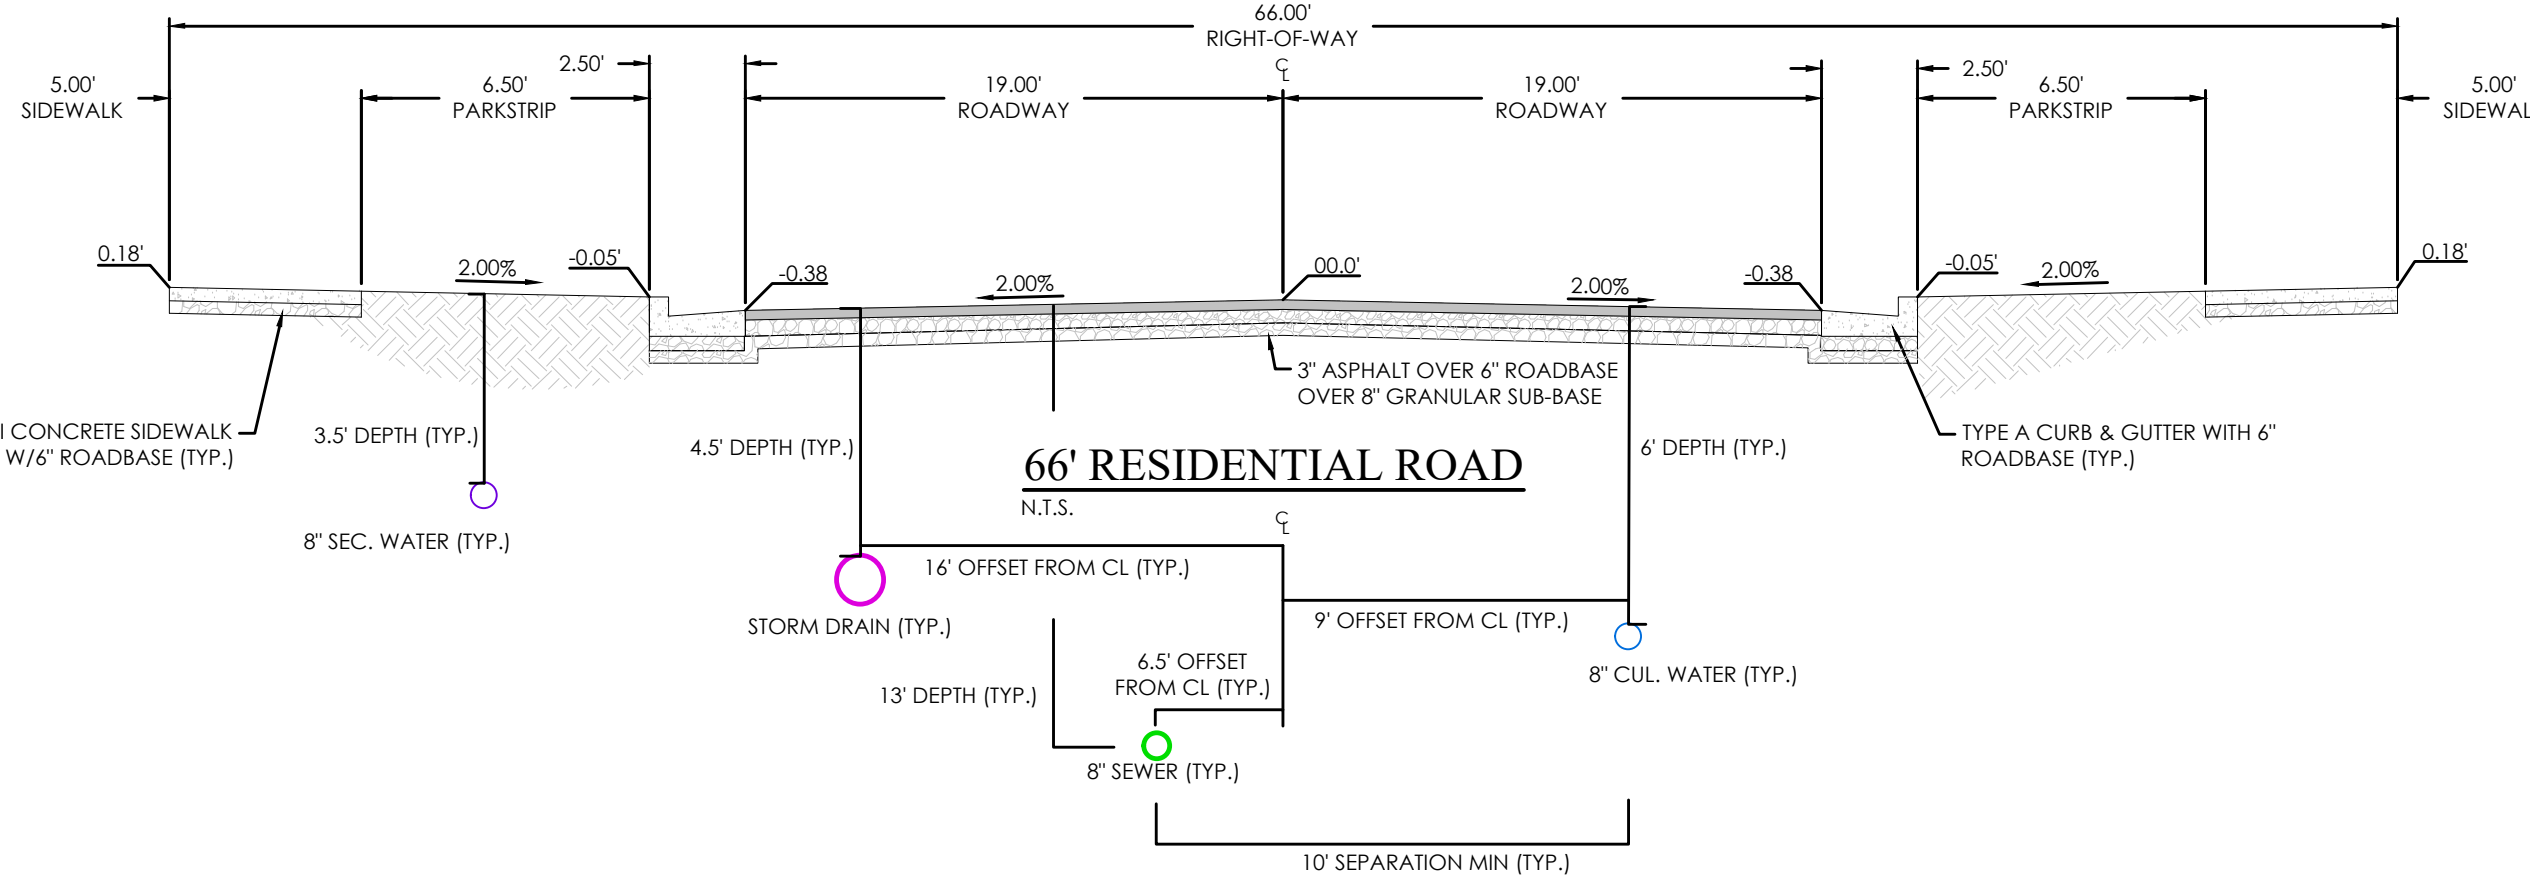 66.00'
RIGHT-OF-WAY
℄
5.00'
SIDEWALK
6.50'
PARKSTRIP
2.50'
19.00'
ROADWAY
19.00'
ROADWAY
2.50'
6.50'
PARKSTRIP
5.00'
SIDEWAL
0.18'
2.00%
-0.05'
-0.38
2.00%
00.0'
2.00%
-0.38
-0.05'
2.00%
0.18'
CONCRETE SIDEWALK
W/6" ROADBASE (TYP.)
3.5' DEPTH (TYP.)
8" SEC. WATER (TYP.)
4.5' DEPTH (TYP.)
3" ASPHALT OVER 6" ROADBASE
OVER 8" GRANULAR SUB-BASE
6' DEPTH (TYP.)
TYPE A CURB & GUTTER WITH 6"
ROADBASE (TYP.)
66' RESIDENTIAL ROAD
N.T.S.
℄
16' OFFSET FROM CL (TYP.)
STORM DRAIN (TYP.)
9' OFFSET FROM CL (TYP.)
8" CUL. WATER (TYP.)
13' DEPTH (TYP.)
6.5' OFFSET
FROM CL (TYP.)
8" SEWER (TYP.)
10' SEPARATION MIN (TYP.)